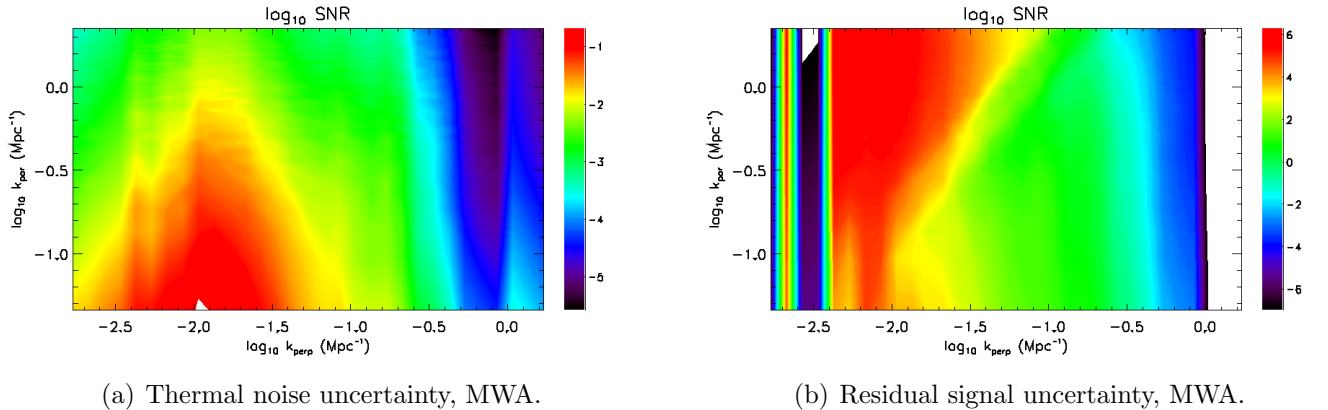 log₁₀ SNR
log₁₀ k_par (Mpc⁻¹)
0.0
−0.5
−1.0
−2.5 −2.0 −1.5 −1.0 −0.5 0.0
log₁₀ k_perp (Mpc⁻¹)
−1
−2
−3
−4
−5
(a) Thermal noise uncertainty, MWA.
log₁₀ SNR
log₁₀ k_par (Mpc⁻¹)
0.0
−0.5
−1.0
−2.5 −2.0 −1.5 −1.0 −0.5 0.0
log₁₀ k_perp (Mpc⁻¹)
6
4
2
0
−2
−4
−6
(b) Residual signal uncertainty, MWA.